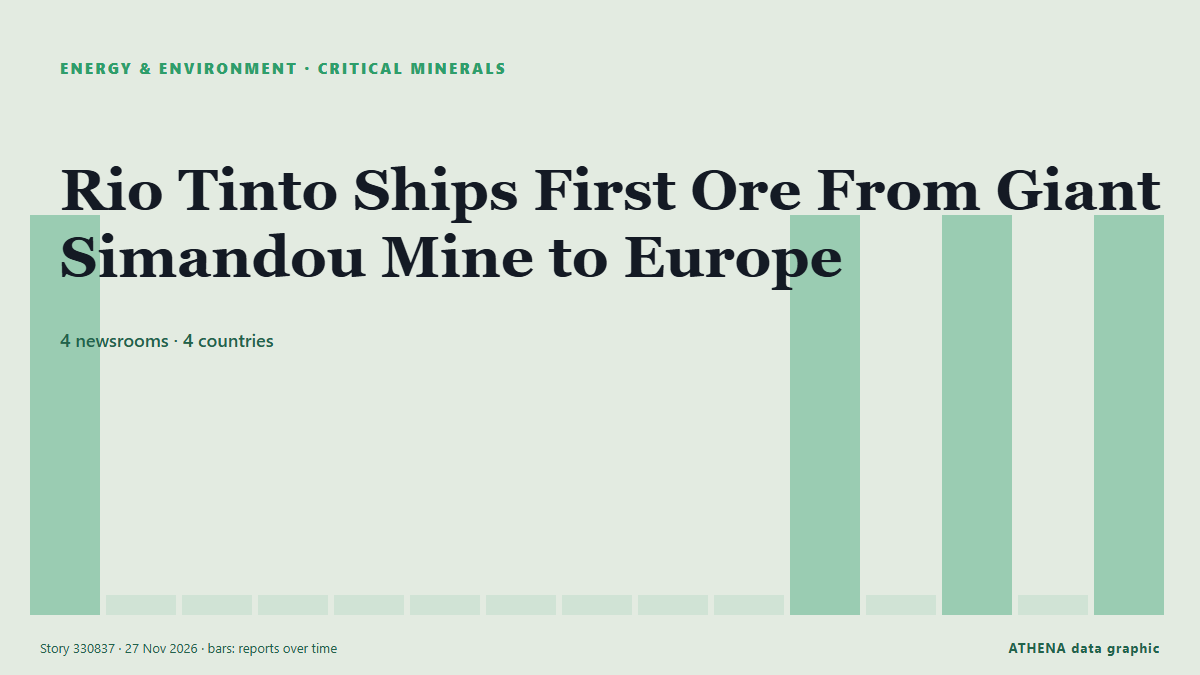 ENERGY & ENVIRONMENT · CRITICAL MINERALS
Rio Tinto Ships First Ore From Giant
Simandou Mine to Europe
4 newsrooms · 4 countries
Story 330837 · 27 Nov 2026 · bars: reports over time
ATHENA data graphic